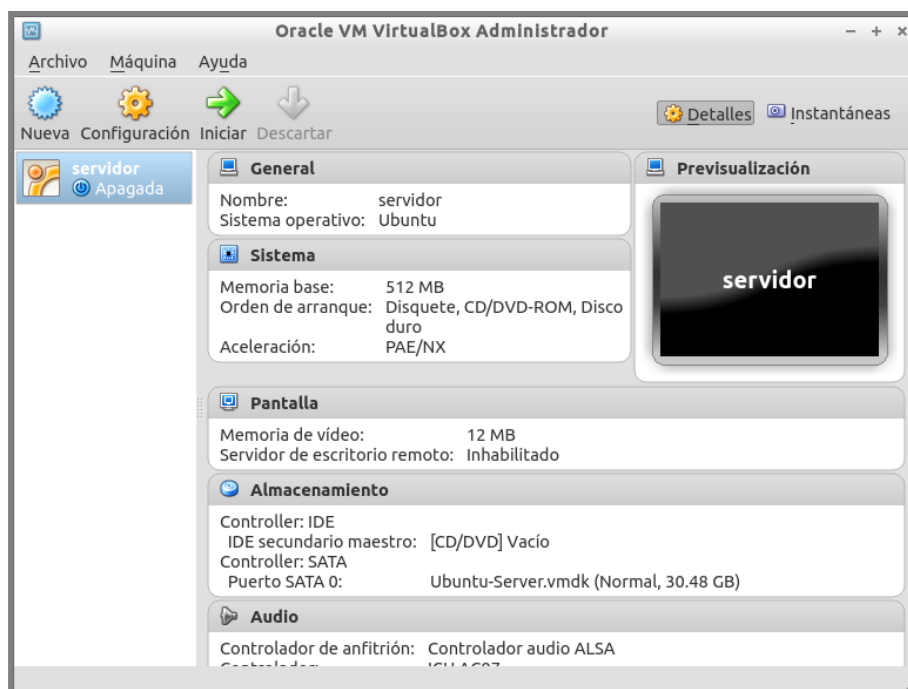 Oracle VM VirtualBox Administrador
Archivo Máquina Ayuda
Nueva Configuración Iniciar Descartar
Detalles Instantáneas
servidor
Apagada
General
Nombre: servidor
Sistema operativo: Ubuntu
Sistema
Memoria base: 512 MB
Orden de arranque: Disquete, CD/DVD-ROM, Disco
duro
Aceleración: PAE/NX
Previsualización
servidor
Pantalla
Memoria de vídeo: 12 MB
Servidor de escritorio remoto: Inhabilitado
Almacenamiento
Controller: IDE
IDE secundario maestro: [CD/DVD] Vacío
Controller: SATA
Puerto SATA 0: Ubuntu-Server.vmdk (Normal, 30.48 GB)
Audio
Controlador de anfitrión: Controlador audio ALSA